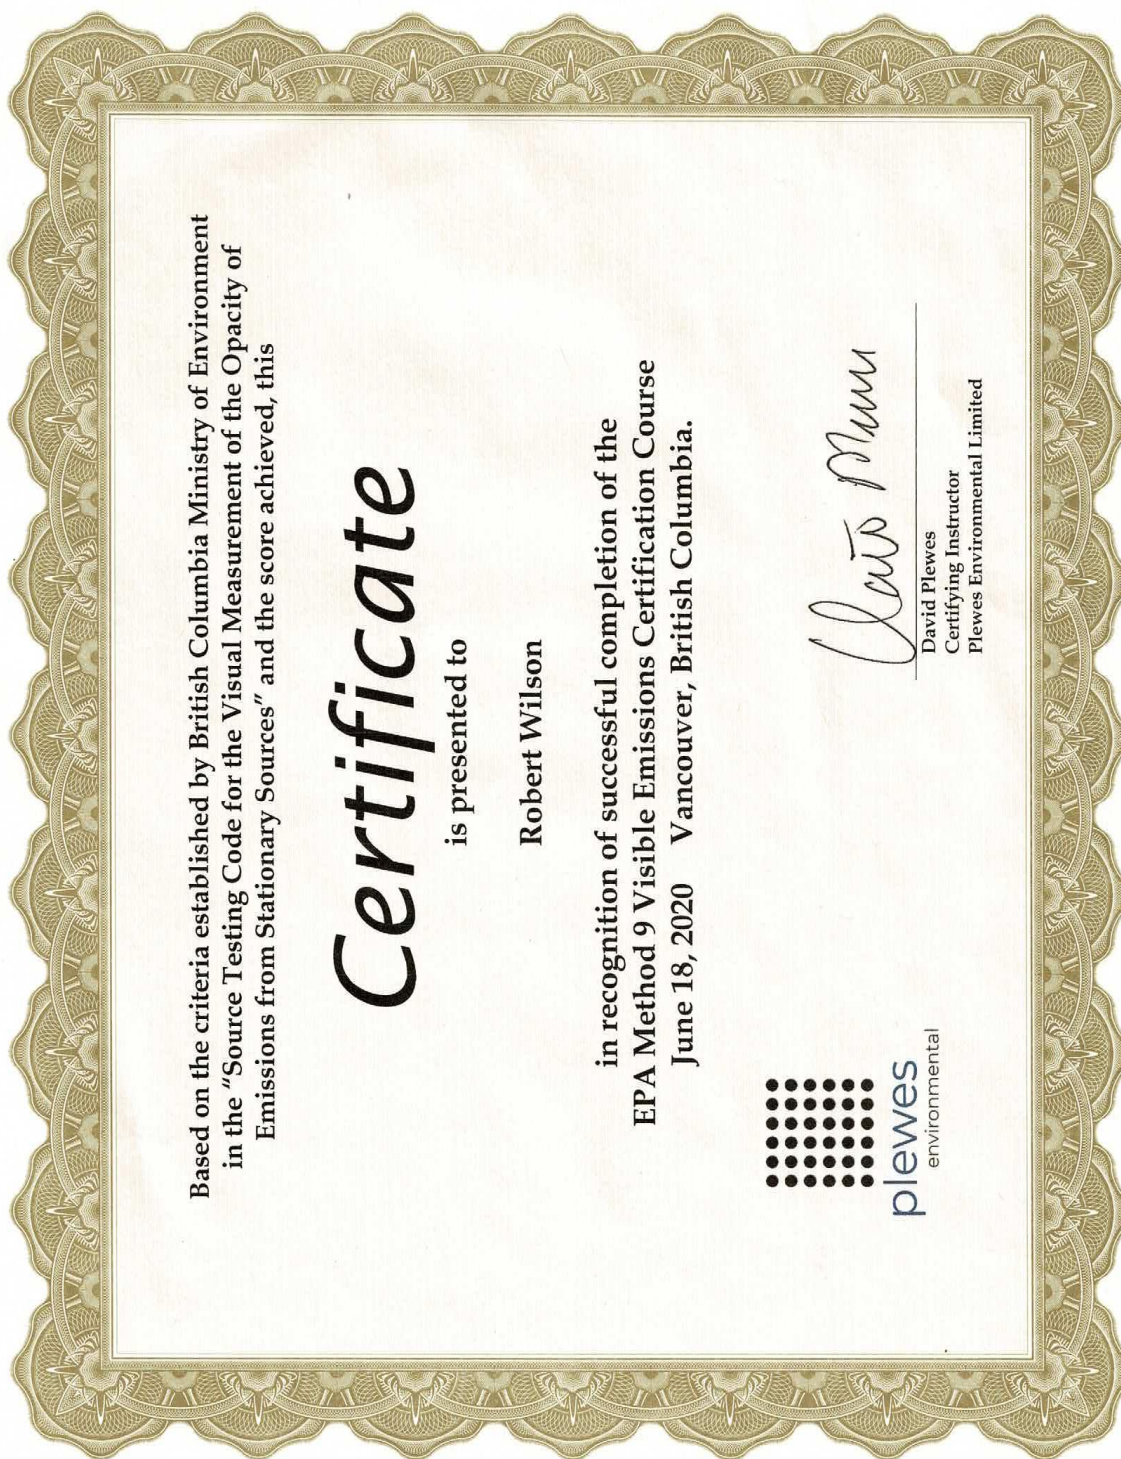 Based on the criteria established by British Columbia Ministry of Environment
in the "Source Testing Code for the Visual Measurement of the Opacity of
Emissions from Stationary Sources" and the score achieved, this
Certificate
is presented to
Robert Wilson
in recognition of successful completion of the
EPA Method 9 Visible Emissions Certification Course
June 18, 2020 Vancouver, British Columbia.
plewes
environmental
David Plewes
Certifying Instructor
Plewes Environmental Limited